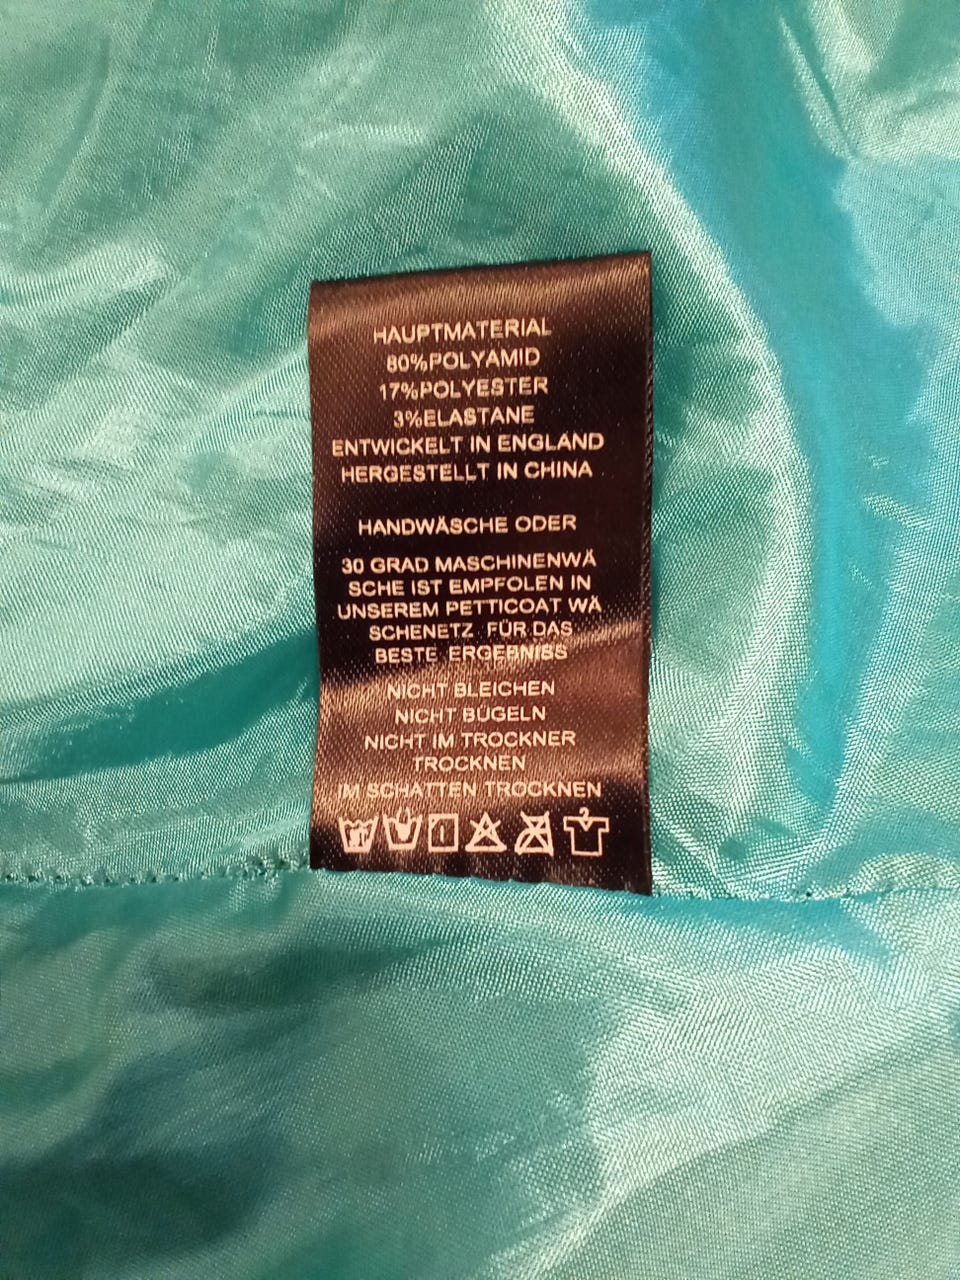 HAUPTMATERIAL
80%POLYAMID
17%POLYESTER
3%ELASTANE
ENTWICKELT IN ENGLAND
HERGESTELLT IN CHINA
HANDWÄSCHE ODER
30 GRAD MASCHINENWÄ
SCHE IST EMPFOLEN IN
UNSEREM PETTICOAT WÄ
SCHENETZ FÜR DAS
BESTE ERGEBNISS
NICHT BLEICHEN
NICHT BÜGELN
NICHT IM TROCKNER
TROCKNEN
IM SCHATTEN TROCKNEN